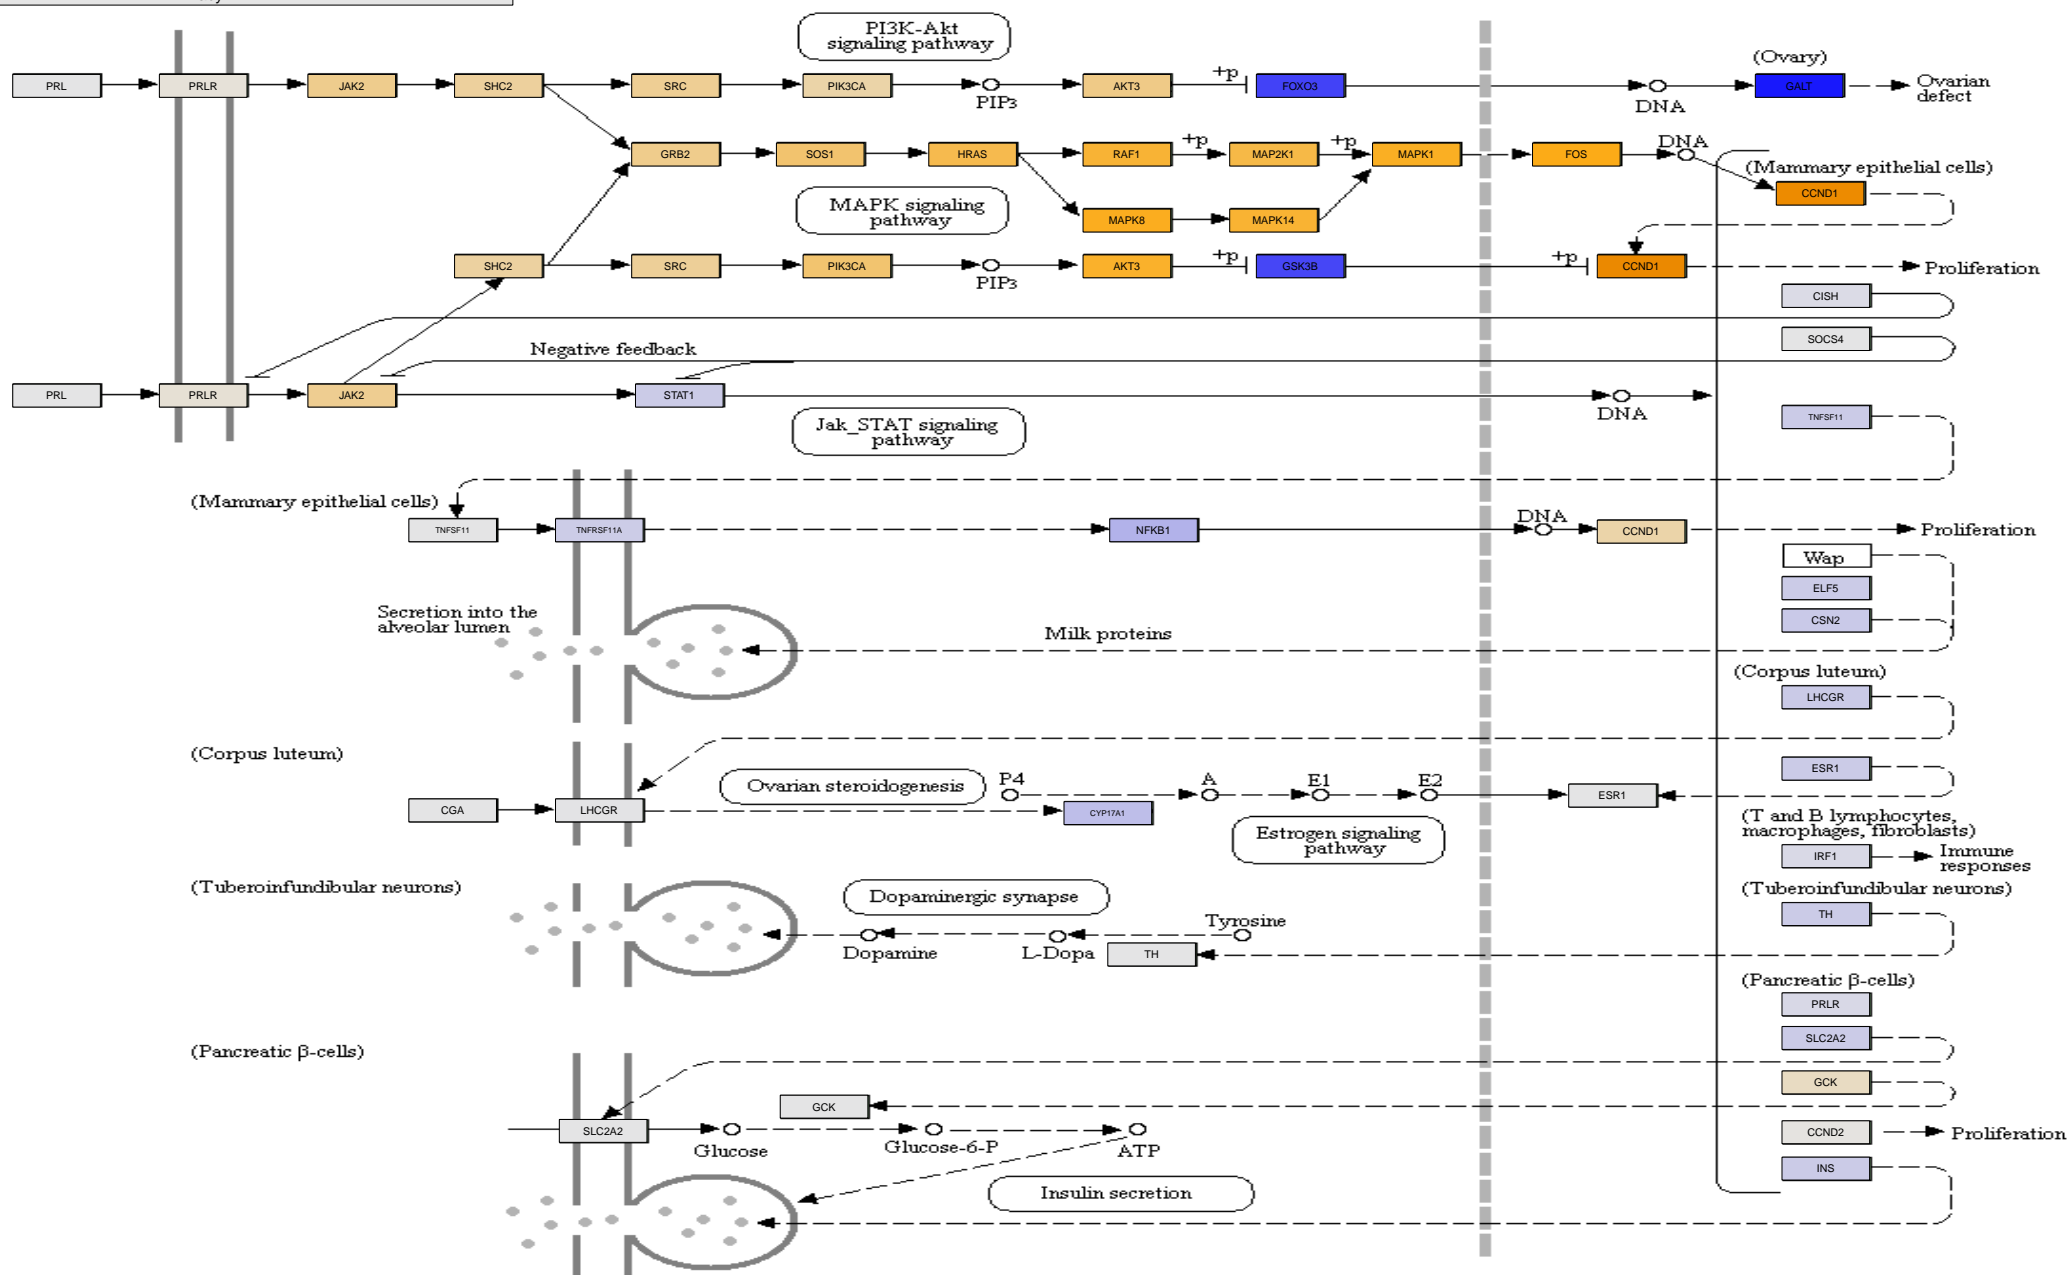 PI3K-Akt
signaling pathway
(Ovary)
PRL PRLR JAK2 SHC2 SRC PIK3CA PIP3 AKT3 +p FOXO3 DNA GALT Ovarian
defect
GRB2 SOS1 HRAS RAF1 +p MAP2K1 +p MAPK1 FOS DNA
(Mammary epithelial cells)
CCND1
MAPK signaling
pathway
MAPK8 MAPK14
SHC2 SRC PIK3CA PIP3 AKT3 +p GSK3B +p CCND1 Proliferation
CISH
SOCS4
Negative feedback
PRL PRLR JAK2 STAT1 DNA
TNFSF11
Jak_STAT signaling
pathway
(Mammary epithelial cells)
TNFSF11 TNFRSF11A NFKB1 DNA CCND1 Proliferation
Wap
ELF5
CSN2
Secretion into the
alveolar lumen
Milk proteins
(Corpus luteum)
LHCGR
(Corpus luteum)
ESR1
Ovarian steroidogenesis P4 A E1 E2 ESR1
CGA LHCGR CYP17A1
Estrogen signaling
pathway
(T and B lymphocytes,
macrophages, fibroblasts)
IRF1 Immune
responses
(Tuberoinfundibular neurons)
(Tuberoinfundibular neurons)
TH
Dopaminergic synapse
Tyrosine
Dopamine L-Dopa TH
(Pancreatic β-cells)
PRLR
SLC2A2
(Pancreatic β-cells)
GCK
GCK
SLC2A2 Glucose Glucose-6-P ATP
CCND2 Proliferation
INS
Insulin secretion